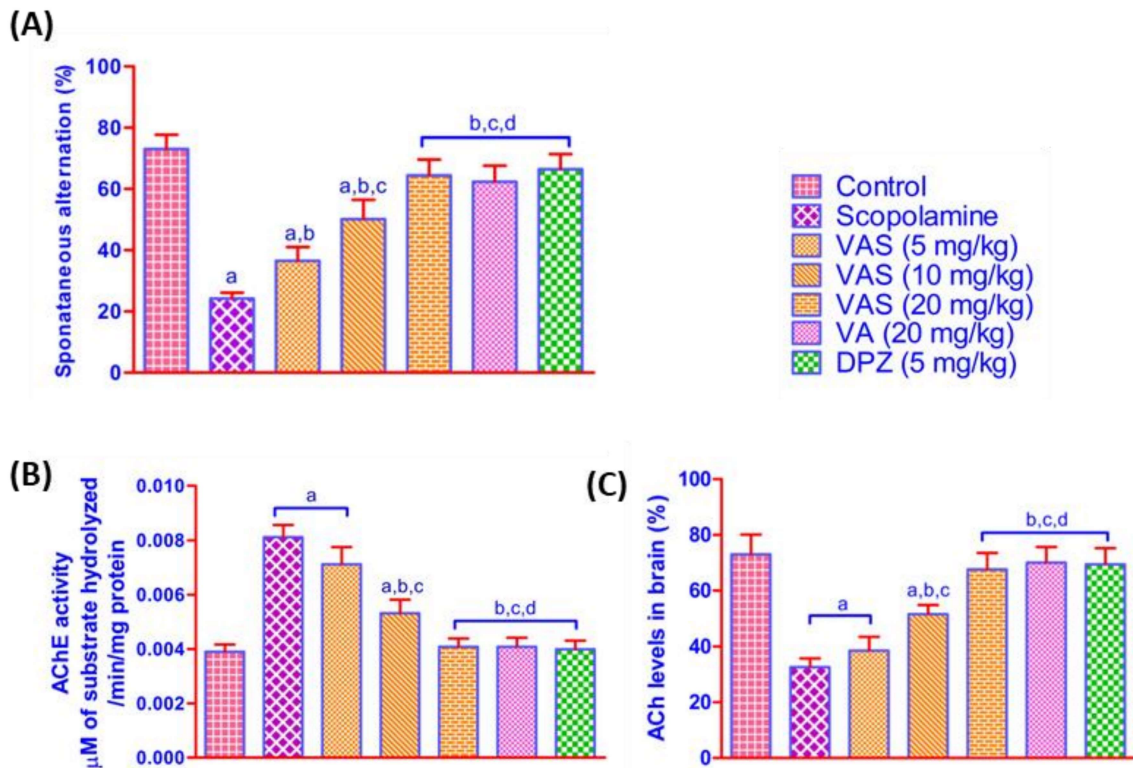 (A)
Sponataneous alternation (%)
100
80
60
40
20
0
a
a,b
a,b,c
b,c,d
Control
Scopolamine
VAS (5 mg/kg)
VAS (10 mg/kg)
VAS (20 mg/kg)
VA (20 mg/kg)
DPZ (5 mg/kg)
(B)
AChE activity
μM of substrate hydrolyzed
/min/mg protein
0.010
0.008
0.006
0.004
0.002
0.000
a
a,b,c
b,c,d
(C)
ACh levels in brain (%)
100
80
60
40
20
0
a
a,b,c
b,c,d